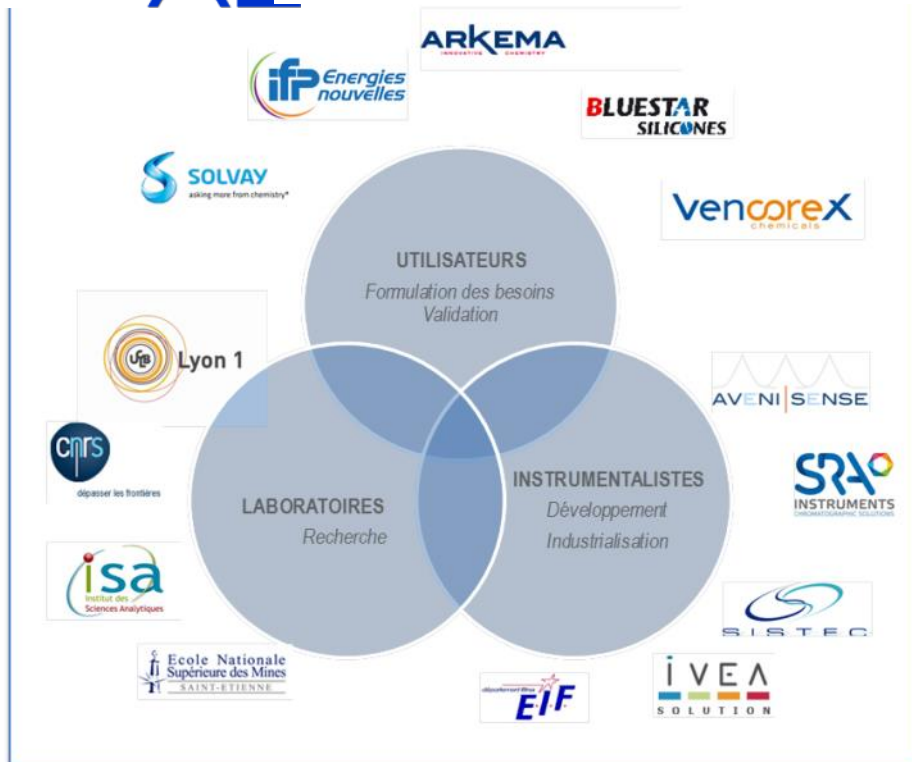 ARKEMA
INNOVATIVE CHEMISTRY
ifP Energies
nouvelles
BLUESTAR
SILICONES
SOLVAY
asking more from chemistry®
vencorex
chemicals
UTILISATEURS
Formulation des besoins
Validation
UCB Lyon 1
AVENISENSE
cnrs
dépasser les frontières
SRA
INSTRUMENTS
CHROMATOGRAPHIC SOLUTIONS
LABORATOIRES
Recherche
INSTRUMENTALISTES
Développement
Industrialisation
isa
Institut des
Sciences Analytiques
SISTEC
Ecole Nationale
Supérieure des Mines
SAINT-ETIENNE
EIF
iVEA
SOLUTION